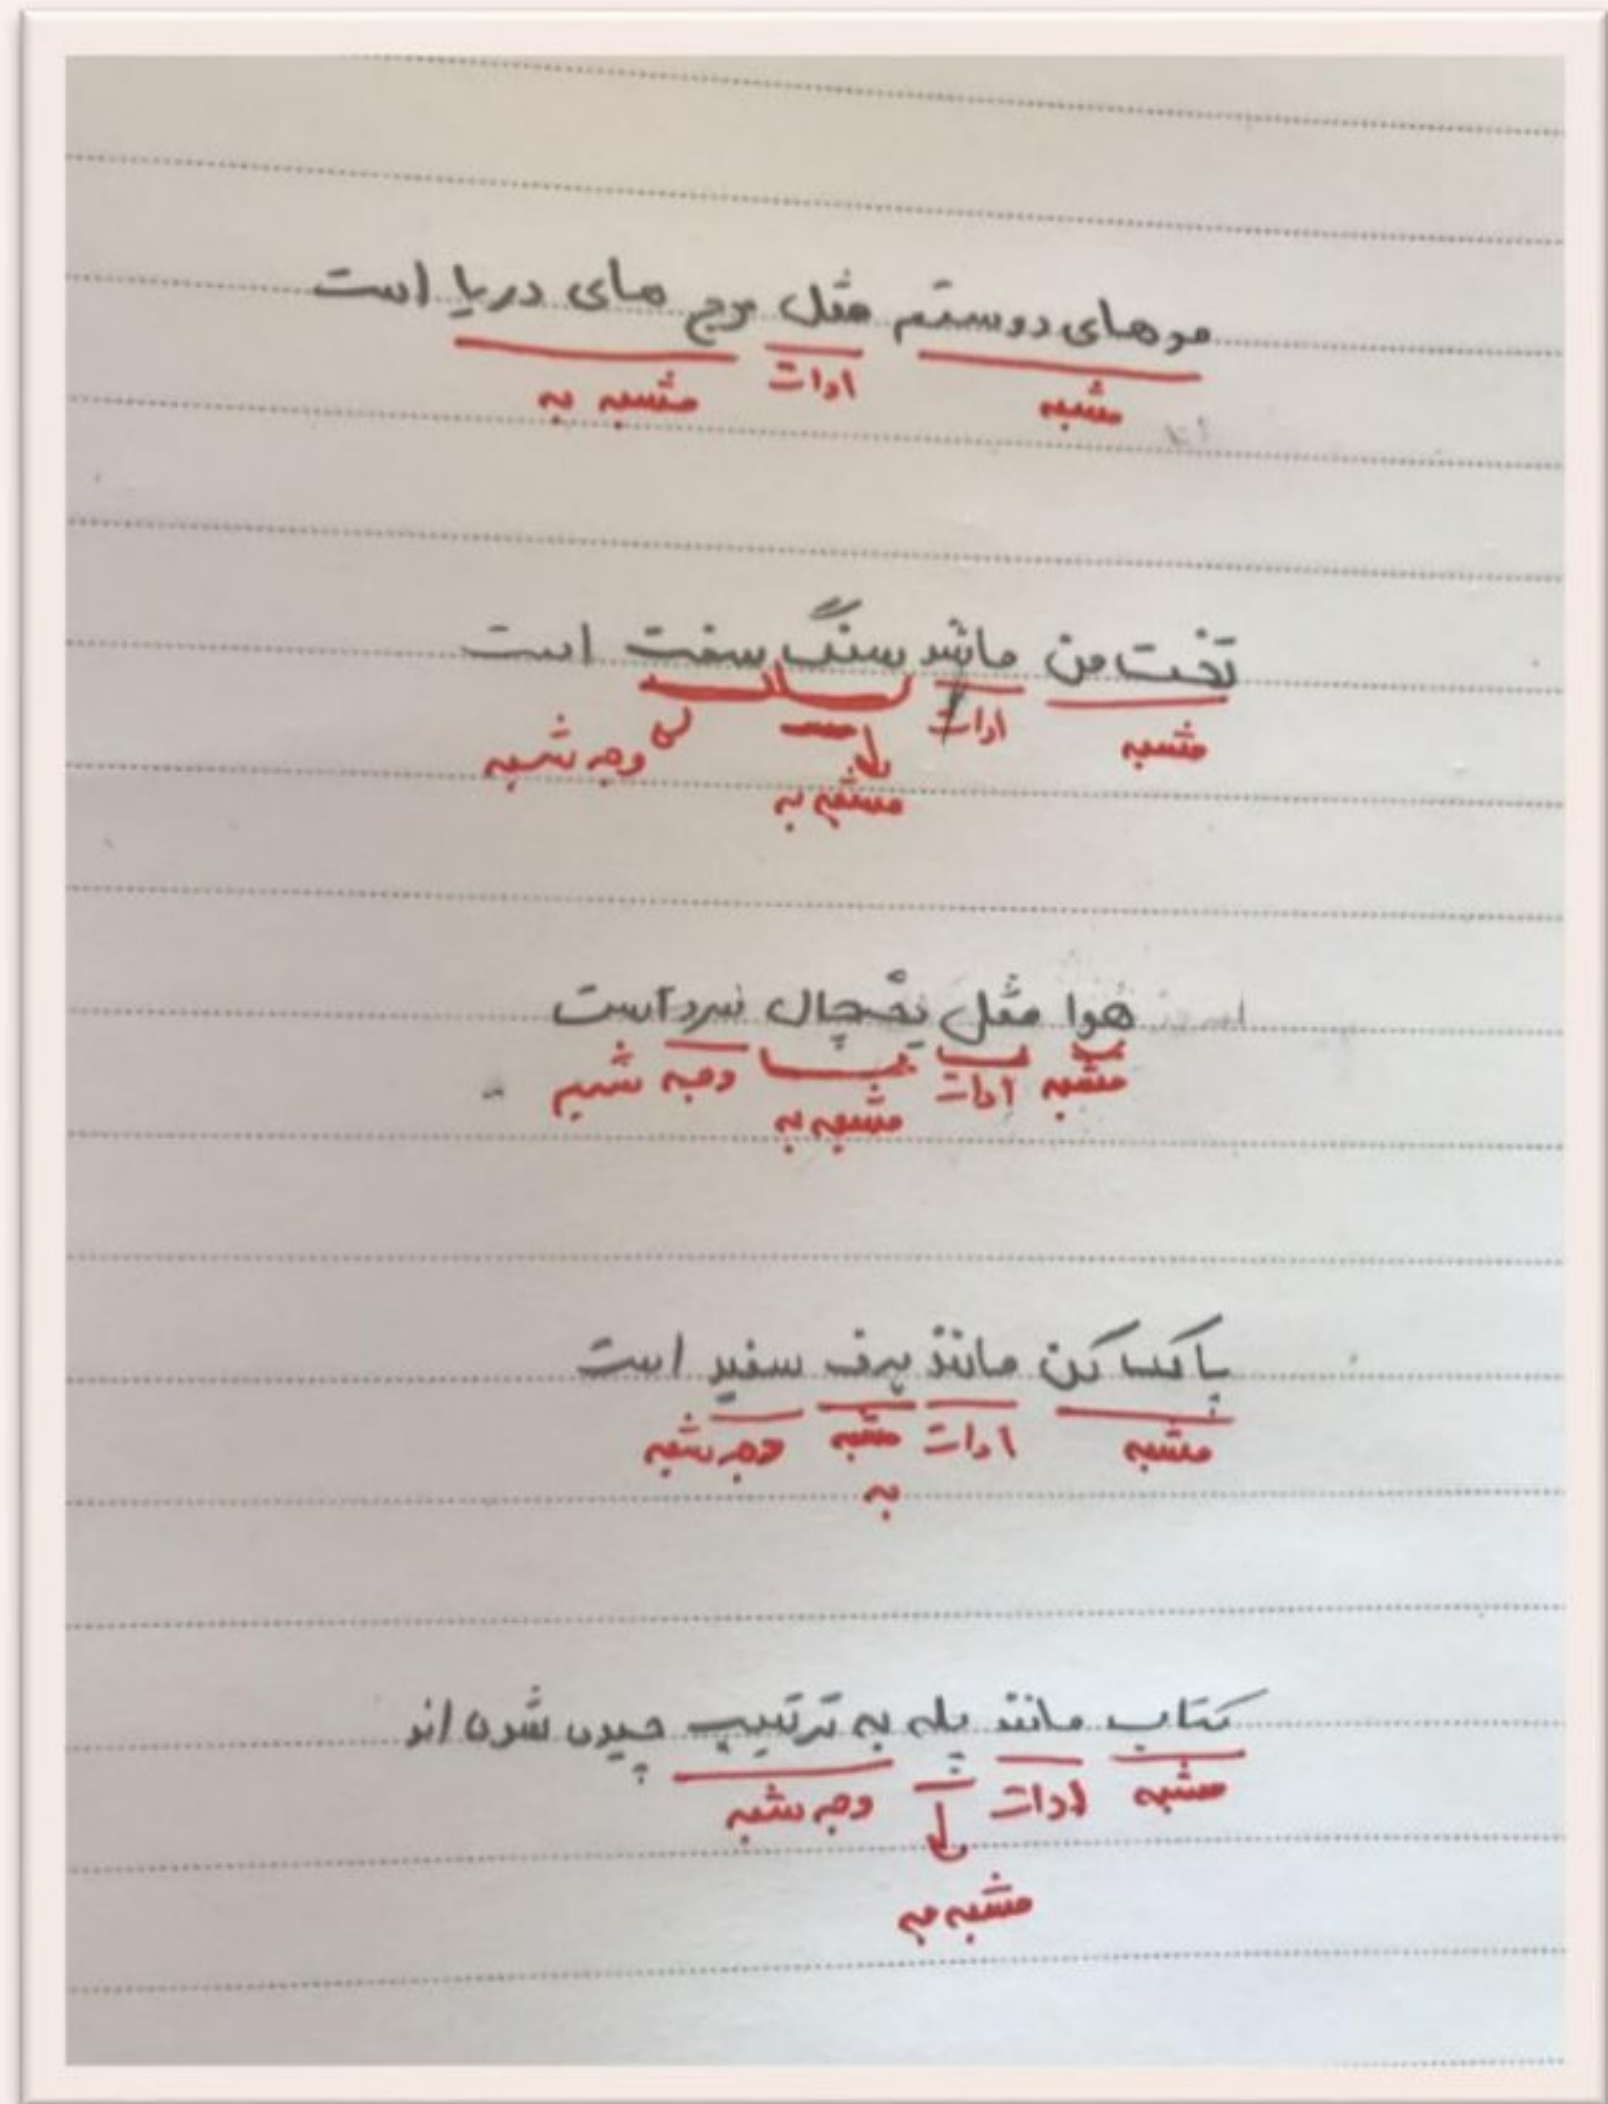 موهای دوستم مثل موج های دریا است
مشبه ادات مشبه به
تخت من مانند سنگ سخت است
مشبه ادات مشبه به وجه شبه
هوا مثل یخچال سرد است
مشبه ادات مشبه به وجه شبه
پاکن مانند برف سفید است
مشبه ادات مشبه وجه شبه
به
کتاب مانند پله به ترتیب چیده شده اند
مشبه ادات وجه شبه
مشبه به